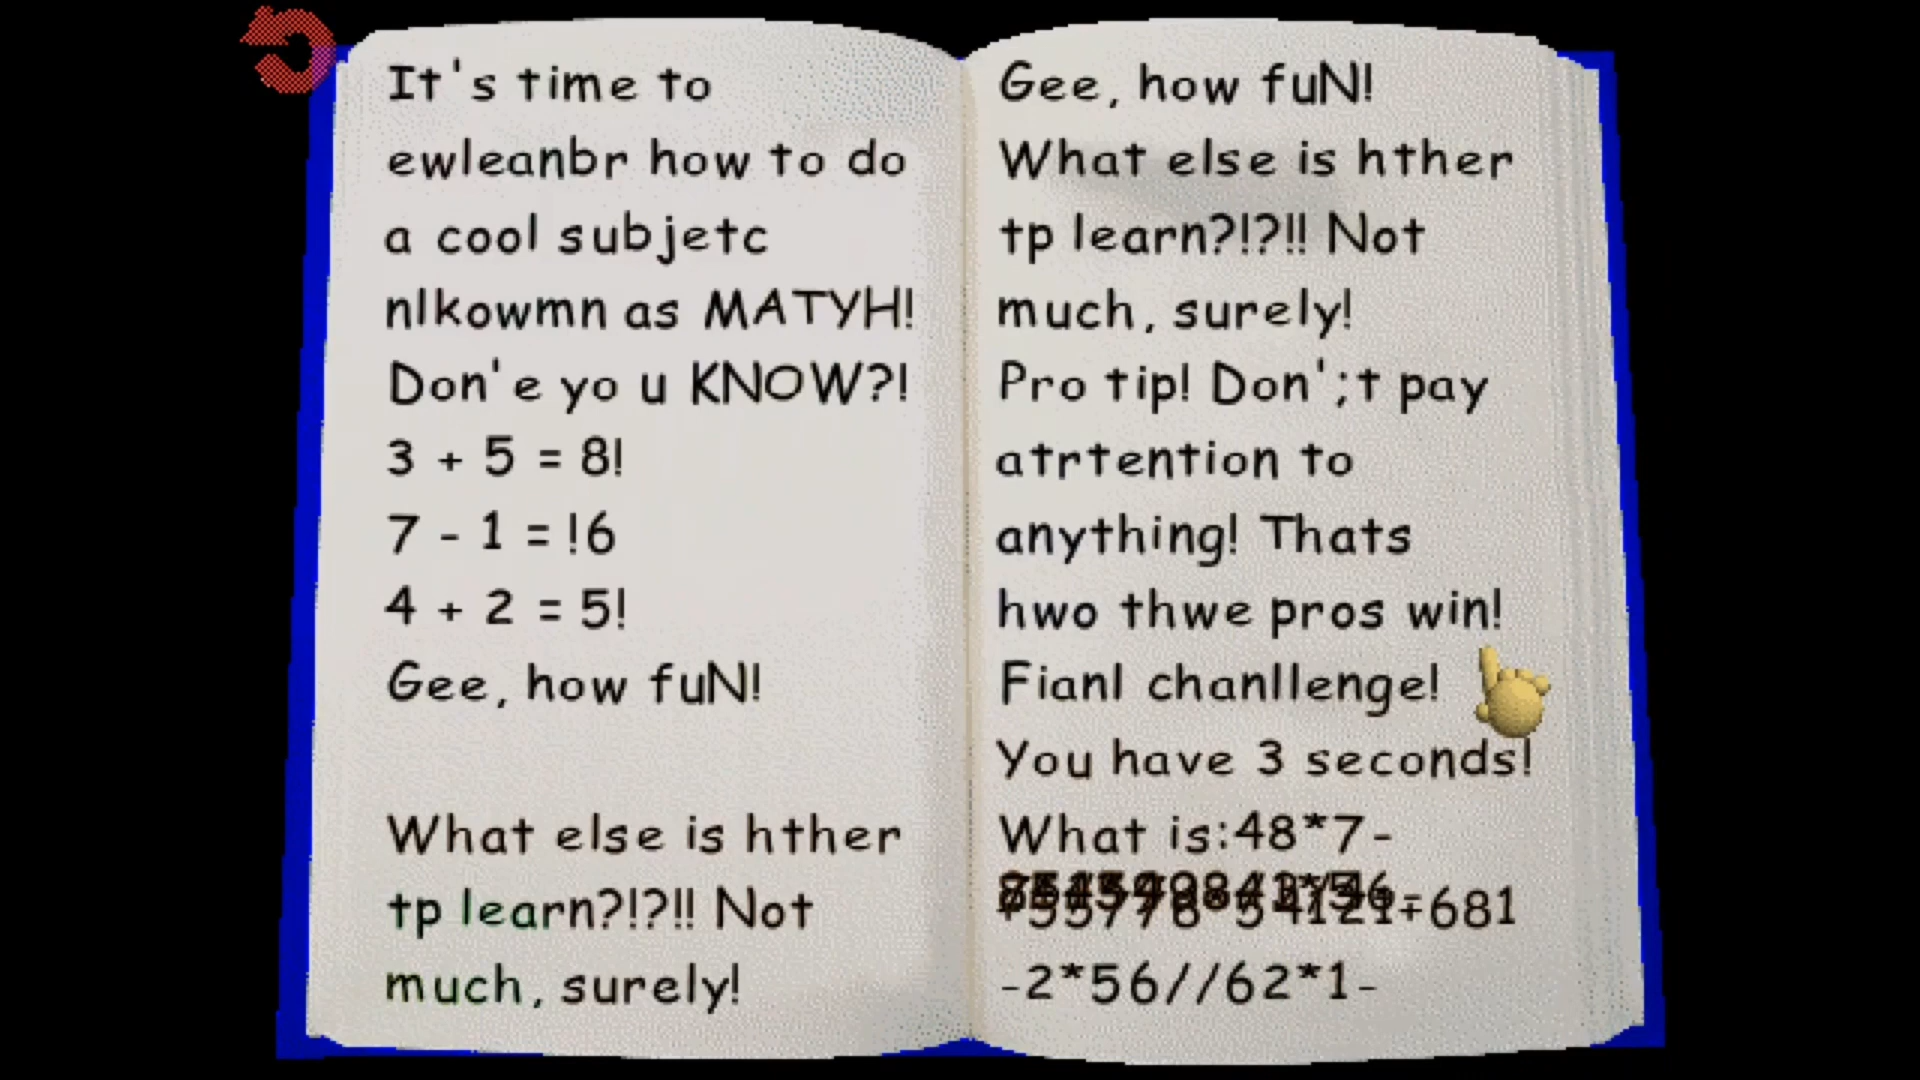 It's time to
ewleanbr how to do
a cool subjetc
nlkowmn as MATYH!
Don'e yo u KNOW?!
3 + 5 = 8!
7 - 1 = !6
4 + 2 = 5!
Gee, how fuN!
What else is hther
tp learn?!?!! Not
much, surely!
Gee, how fuN!
What else is hther
tp learn?!?!! Not
much, surely!
Pro tip! Don';t pay
atrtention to
anything! Thats
hwo thwe pros win!
Fianl chanllenge!
You have 3 seconds!
What is:48*7-
-2*56//62*1-